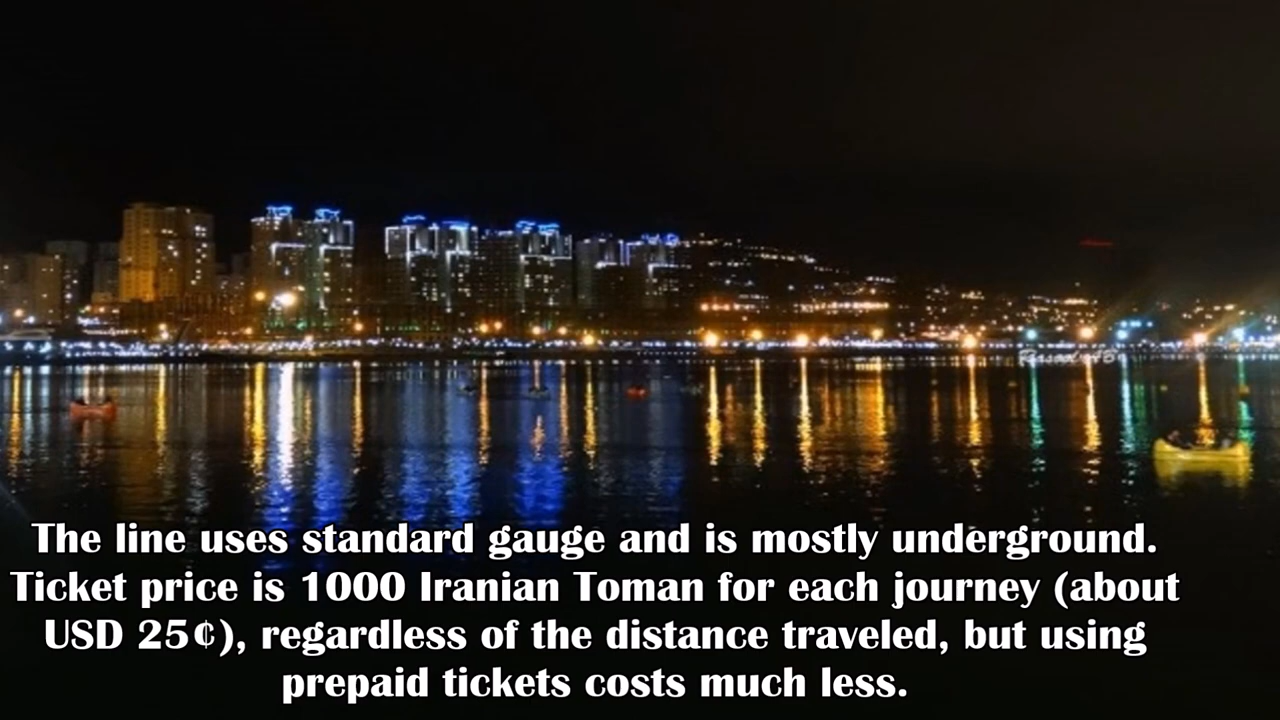 The line uses standard gauge and is mostly underground.
Ticket price is 1000 Iranian Toman for each journey (about
USD 25¢), regardless of the distance traveled, but using
prepaid tickets costs much less.